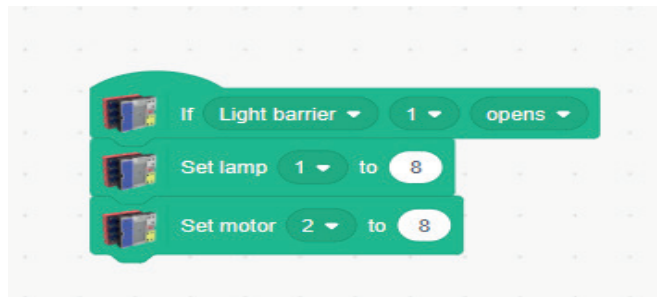 If Light barrier 1 opens
Set lamp 1 to 8
Set motor 2 to 8